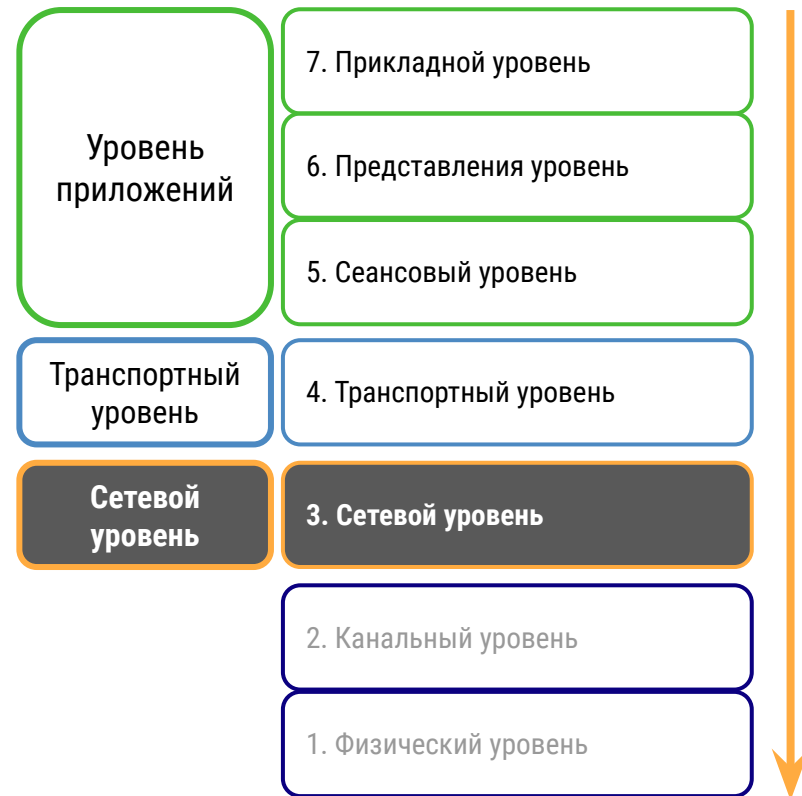 Уровень
приложений
7. Прикладной уровень
6. Представления уровень
5. Сеансовый уровень
Транспортный
уровень
4. Транспортный уровень
Сетевой
уровень
3. Сетевой уровень
2. Канальный уровень
1. Физический уровень